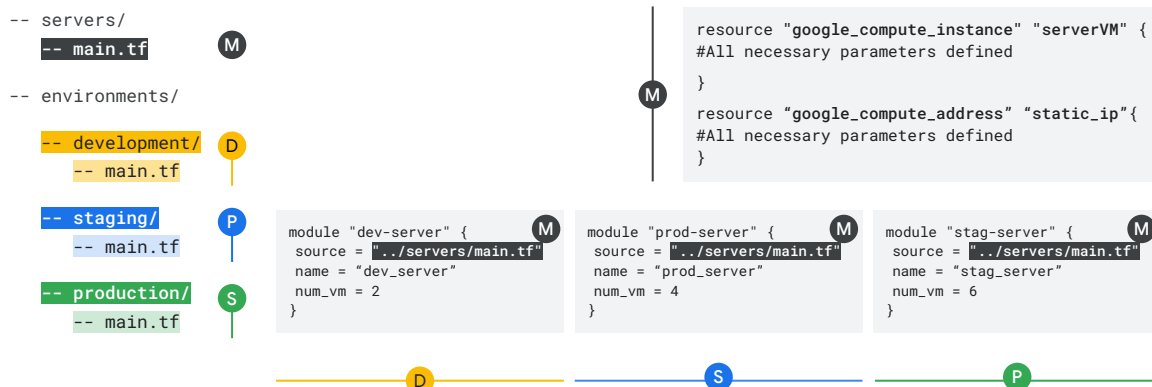 -- servers/
-- main.tf
M
-- environments/
-- development/
D
-- main.tf
-- staging/
P
-- main.tf
-- production/
S
-- main.tf
M
resource "google_compute_instance" "serverVM" {
#All necessary parameters defined
}
resource “google_compute_address” “static_ip”{
#All necessary parameters defined
}
M
module "dev-server" {
source = "../servers/main.tf"
name = “dev_server”
num_vm = 2
}
M
module "prod-server" {
source = "../servers/main.tf"
name = “prod_server”
num_vm = 4
}
M
module "stag-server" {
source = "../servers/main.tf"
name = “stag_server”
num_vm = 6
}
D
S
P